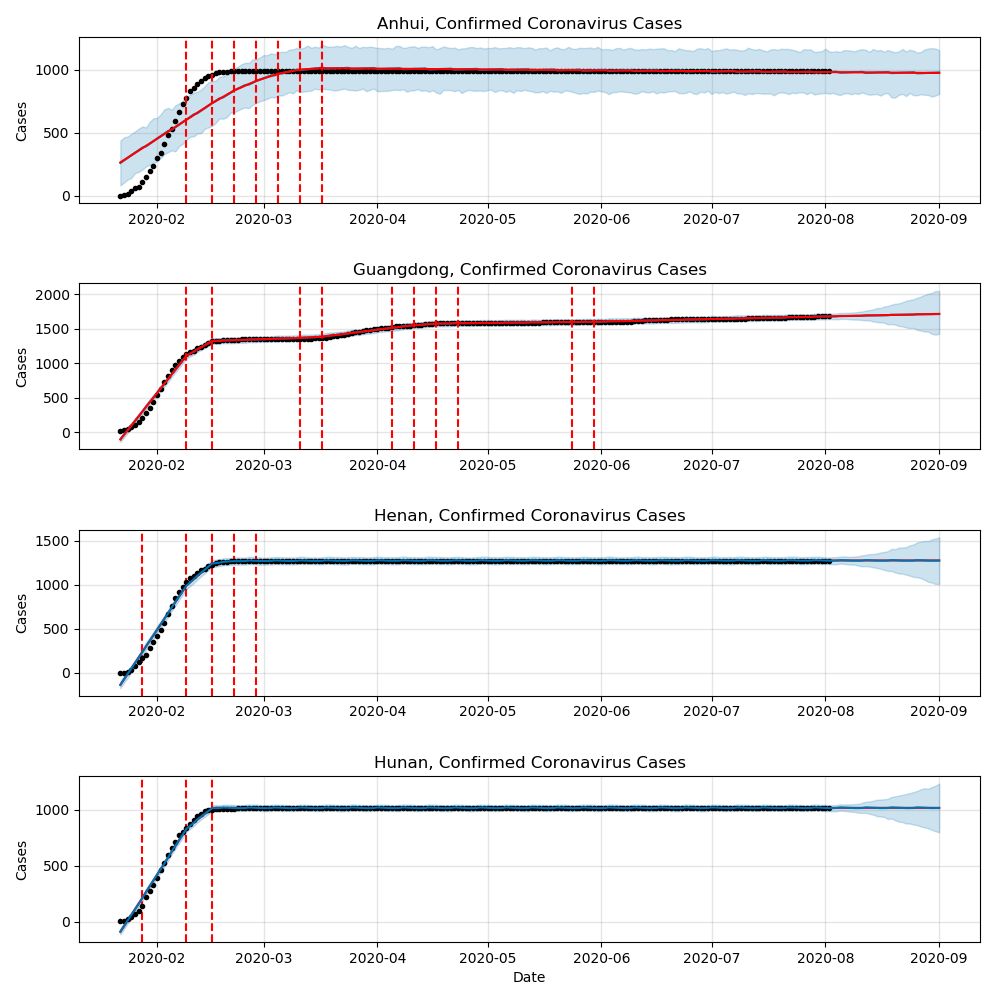 Anhui, Confirmed Coronavirus Cases
1000
500
0
Cases
2020-02 2020-03 2020-04 2020-05 2020-06 2020-07 2020-08 2020-09
Guangdong, Confirmed Coronavirus Cases
2000
1500
1000
500
0
Cases
2020-02 2020-03 2020-04 2020-05 2020-06 2020-07 2020-08 2020-09
Henan, Confirmed Coronavirus Cases
1500
1000
500
0
Cases
2020-02 2020-03 2020-04 2020-05 2020-06 2020-07 2020-08 2020-09
Hunan, Confirmed Coronavirus Cases
1000
500
0
Cases
2020-02 2020-03 2020-04 2020-05 2020-06 2020-07 2020-08 2020-09
Date